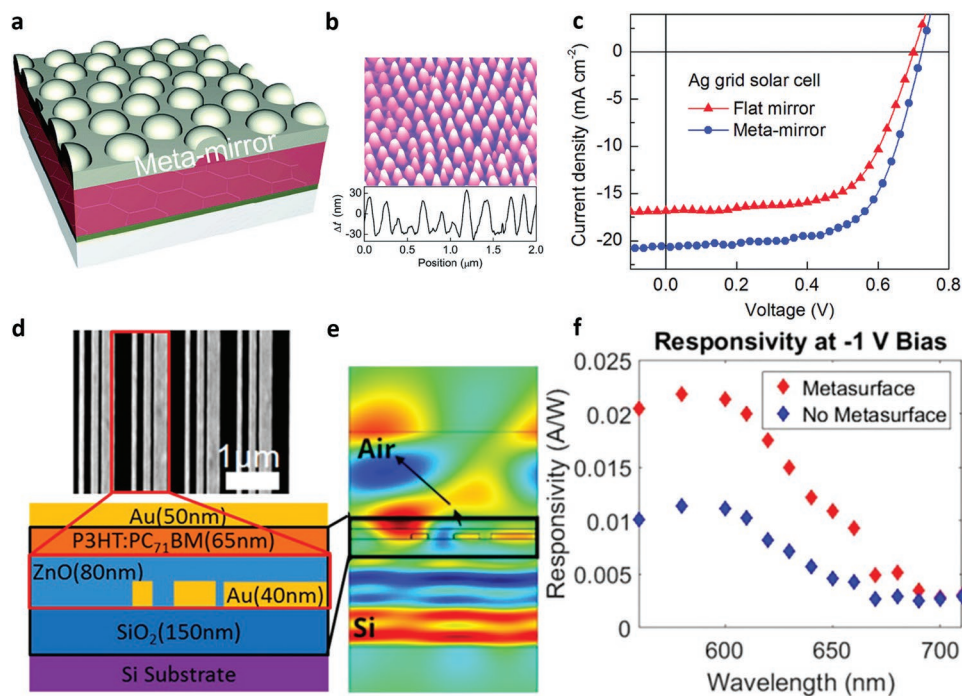 a
Meta-mirror
b
30
0
-30
Δf (nm)
0.0 0.5 1.0 1.5 2.0
Position (μm)
c
0
-5
-10
-15
-20
Current density (mA cm⁻²)
Ag grid solar cell
Flat mirror
Meta-mirror
0.0 0.2 0.4 0.6 0.8
Voltage (V)
d
1μm
Au(50nm)
P3HT:PC₇₁BM(65nm)
ZnO(80nm)
Au(40nm)
SiO₂(150nm)
Si Substrate
e
Air
Si
f
Responsivity at -1 V Bias
Metasurface
No Metasurface
0.025
0.02
0.015
0.01
0.005
0
Responsivity (A/W)
600 650 700
Wavelength (nm)